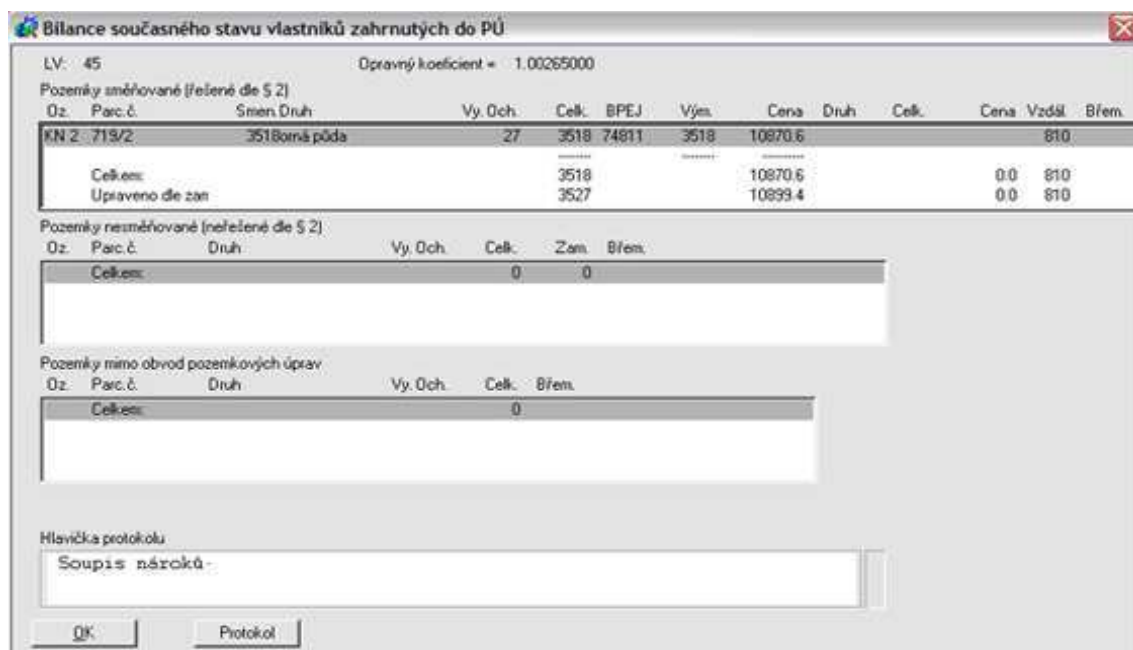 Bilance současného stavu vlastníků zahrnutých do PÚ
LV: 45 Opravný koeficient = 1.00265000
Pozemky směňované (řešené dle § 2)
Oz. Parc.č. Smen.Druh Vy. Och. Celk. BPEJ Vým. Cena Druh Celk. Cena Vzdál. Břem.
KN 2 719/2 3518orná půda 27 3518 74811 3518 10870.6 810
-------- -------- ---------
Celkem: 3518 10870.6 0.0 810
Upraveno dle zam 3527 10899.4 0.0 810
Pozemky nesměňované (neřešené dle § 2)
Oz. Parc.č. Druh Vy. Och. Celk. Zam. Břem.
Celkem: 0 0
Pozemky mimo obvod pozemkových úprav
Oz. Parc.č. Druh Vy. Och. Celk. Břem.
Celkem: 0
Hlavička protokolu
Soupis nároků-
OK Protokol